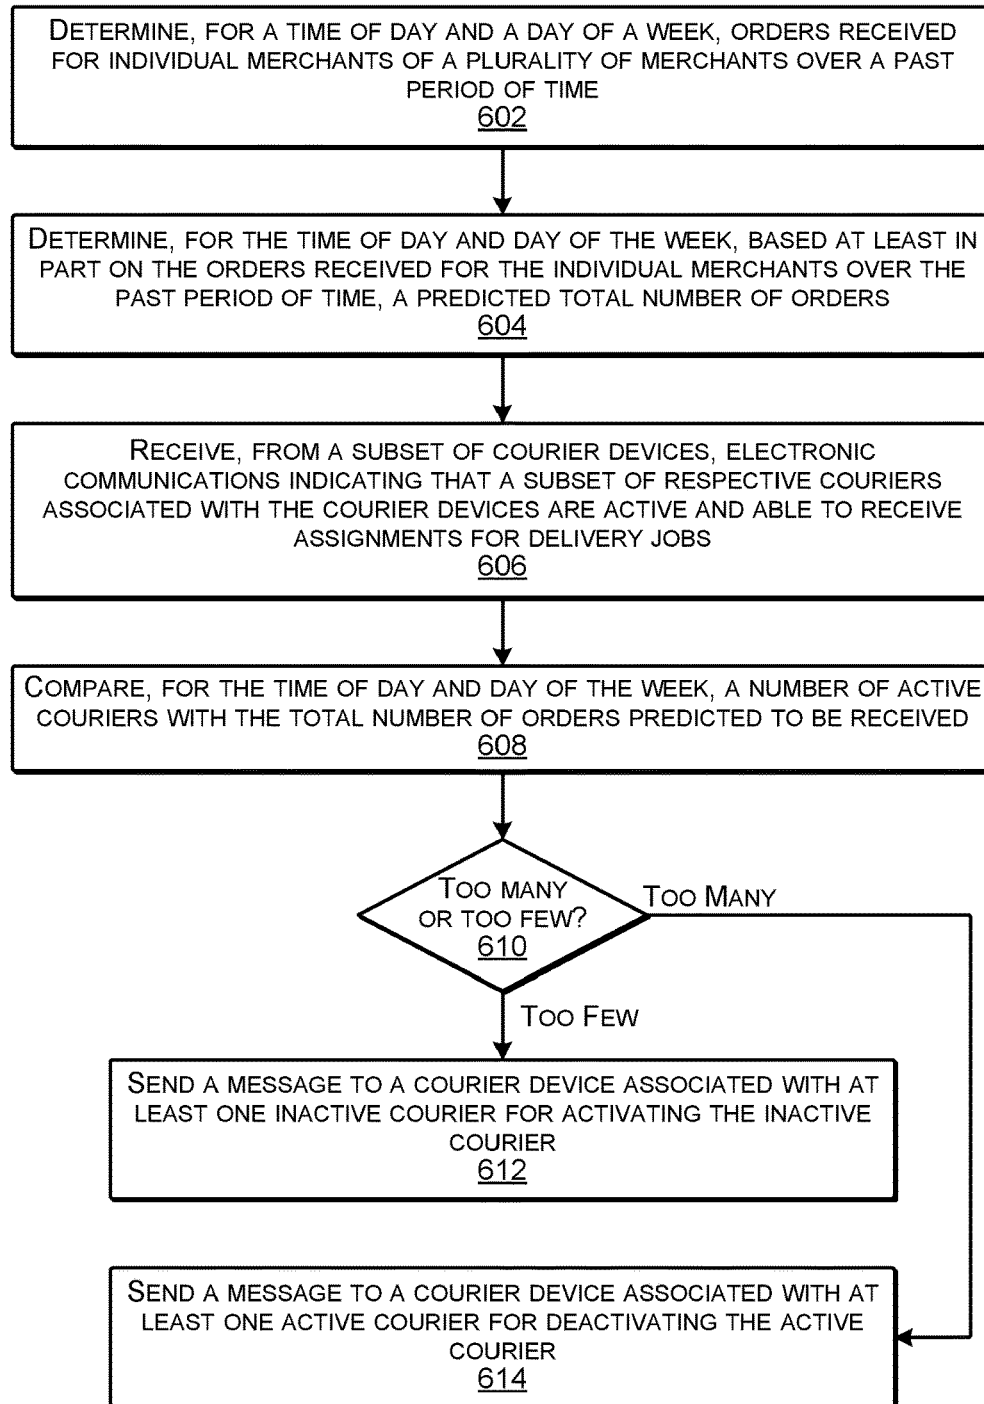 DETERMINE, FOR A TIME OF DAY AND A DAY OF A WEEK, ORDERS RECEIVED
FOR INDIVIDUAL MERCHANTS OF A PLURALITY OF MERCHANTS OVER A PAST
PERIOD OF TIME
602
DETERMINE, FOR THE TIME OF DAY AND DAY OF THE WEEK, BASED AT LEAST IN
PART ON THE ORDERS RECEIVED FOR THE INDIVIDUAL MERCHANTS OVER THE
PAST PERIOD OF TIME, A PREDICTED TOTAL NUMBER OF ORDERS
604
RECEIVE, FROM A SUBSET OF COURIER DEVICES, ELECTRONIC
COMMUNICATIONS INDICATING THAT A SUBSET OF RESPECTIVE COURIERS
ASSOCIATED WITH THE COURIER DEVICES ARE ACTIVE AND ABLE TO RECEIVE
ASSIGNMENTS FOR DELIVERY JOBS
606
COMPARE, FOR THE TIME OF DAY AND DAY OF THE WEEK, A NUMBER OF ACTIVE
COURIERS WITH THE TOTAL NUMBER OF ORDERS PREDICTED TO BE RECEIVED
608
TOO MANY
OR TOO FEW?
610
TOO MANY
TOO FEW
SEND A MESSAGE TO A COURIER DEVICE ASSOCIATED WITH AT
LEAST ONE INACTIVE COURIER FOR ACTIVATING THE INACTIVE
COURIER
612
SEND A MESSAGE TO A COURIER DEVICE ASSOCIATED WITH AT
LEAST ONE ACTIVE COURIER FOR DEACTIVATING THE ACTIVE
COURIER
614